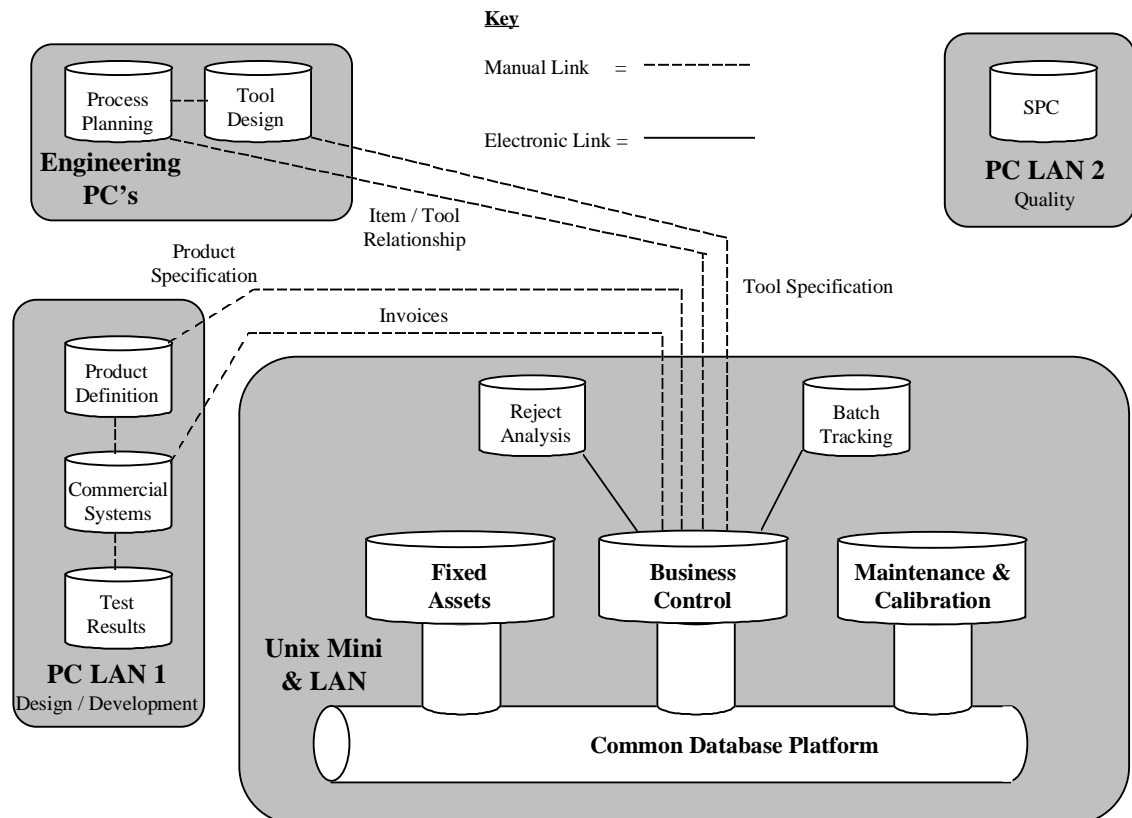 Key
Manual Link =
Electronic Link =
Process
Planning
Tool
Design
Engineering
PC's
SPC
PC LAN 2
Quality
Item / Tool
Relationship
Product
Specification
Tool Specification
Invoices
Product
Definition
Commercial
Systems
Test
Results
PC LAN 1
Design / Development
Reject
Analysis
Batch
Tracking
Fixed
Assets
Business
Control
Maintenance &
Calibration
Unix Mini
& LAN
Common Database Platform